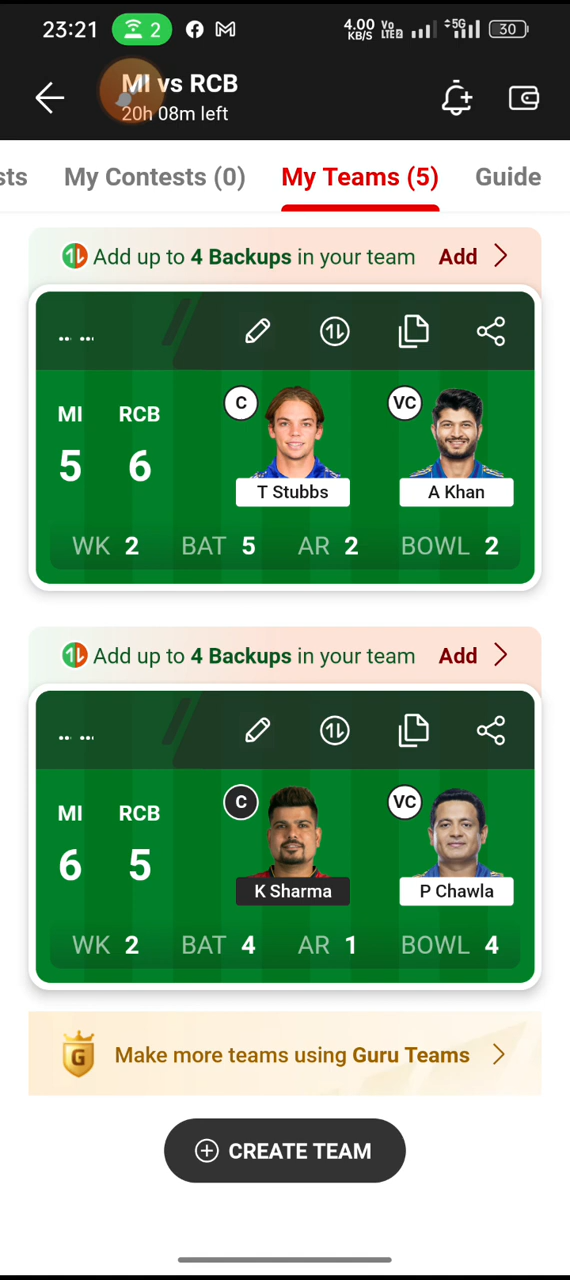 23:21 2 4.00 KB/S Vo LTE2 5G 30
MI vs RCB
20h 08m left
sts My Contests (0) My Teams (5) Guide
Add up to 4 Backups in your team Add
MI RCB C VC
5 6
T Stubbs A Khan
WK 2 BAT 5 AR 2 BOWL 2
Add up to 4 Backups in your team Add
MI RCB C VC
6 5
K Sharma P Chawla
WK 2 BAT 4 AR 1 BOWL 4
G Make more teams using Guru Teams
CREATE TEAM